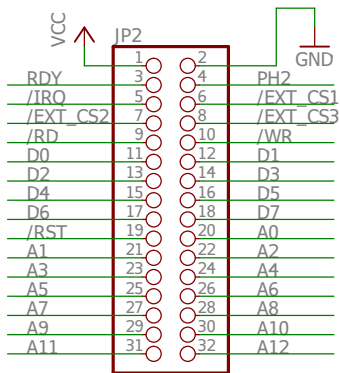 VCC
JP2
GND
1 2
RDY 3 4 PH2
/IRQ 5 6 /EXT_CS1
/EXT_CS2 7 8 /EXT_CS3
/RD 9 10 /WR
D0 11 12 D1
D2 13 14 D3
D4 15 16 D5
D6 17 18 D7
/RST 19 20 A0
A1 21 22 A2
A3 23 24 A4
A5 25 26 A6
A7 27 28 A8
A9 29 30 A10
A11 31 32 A12